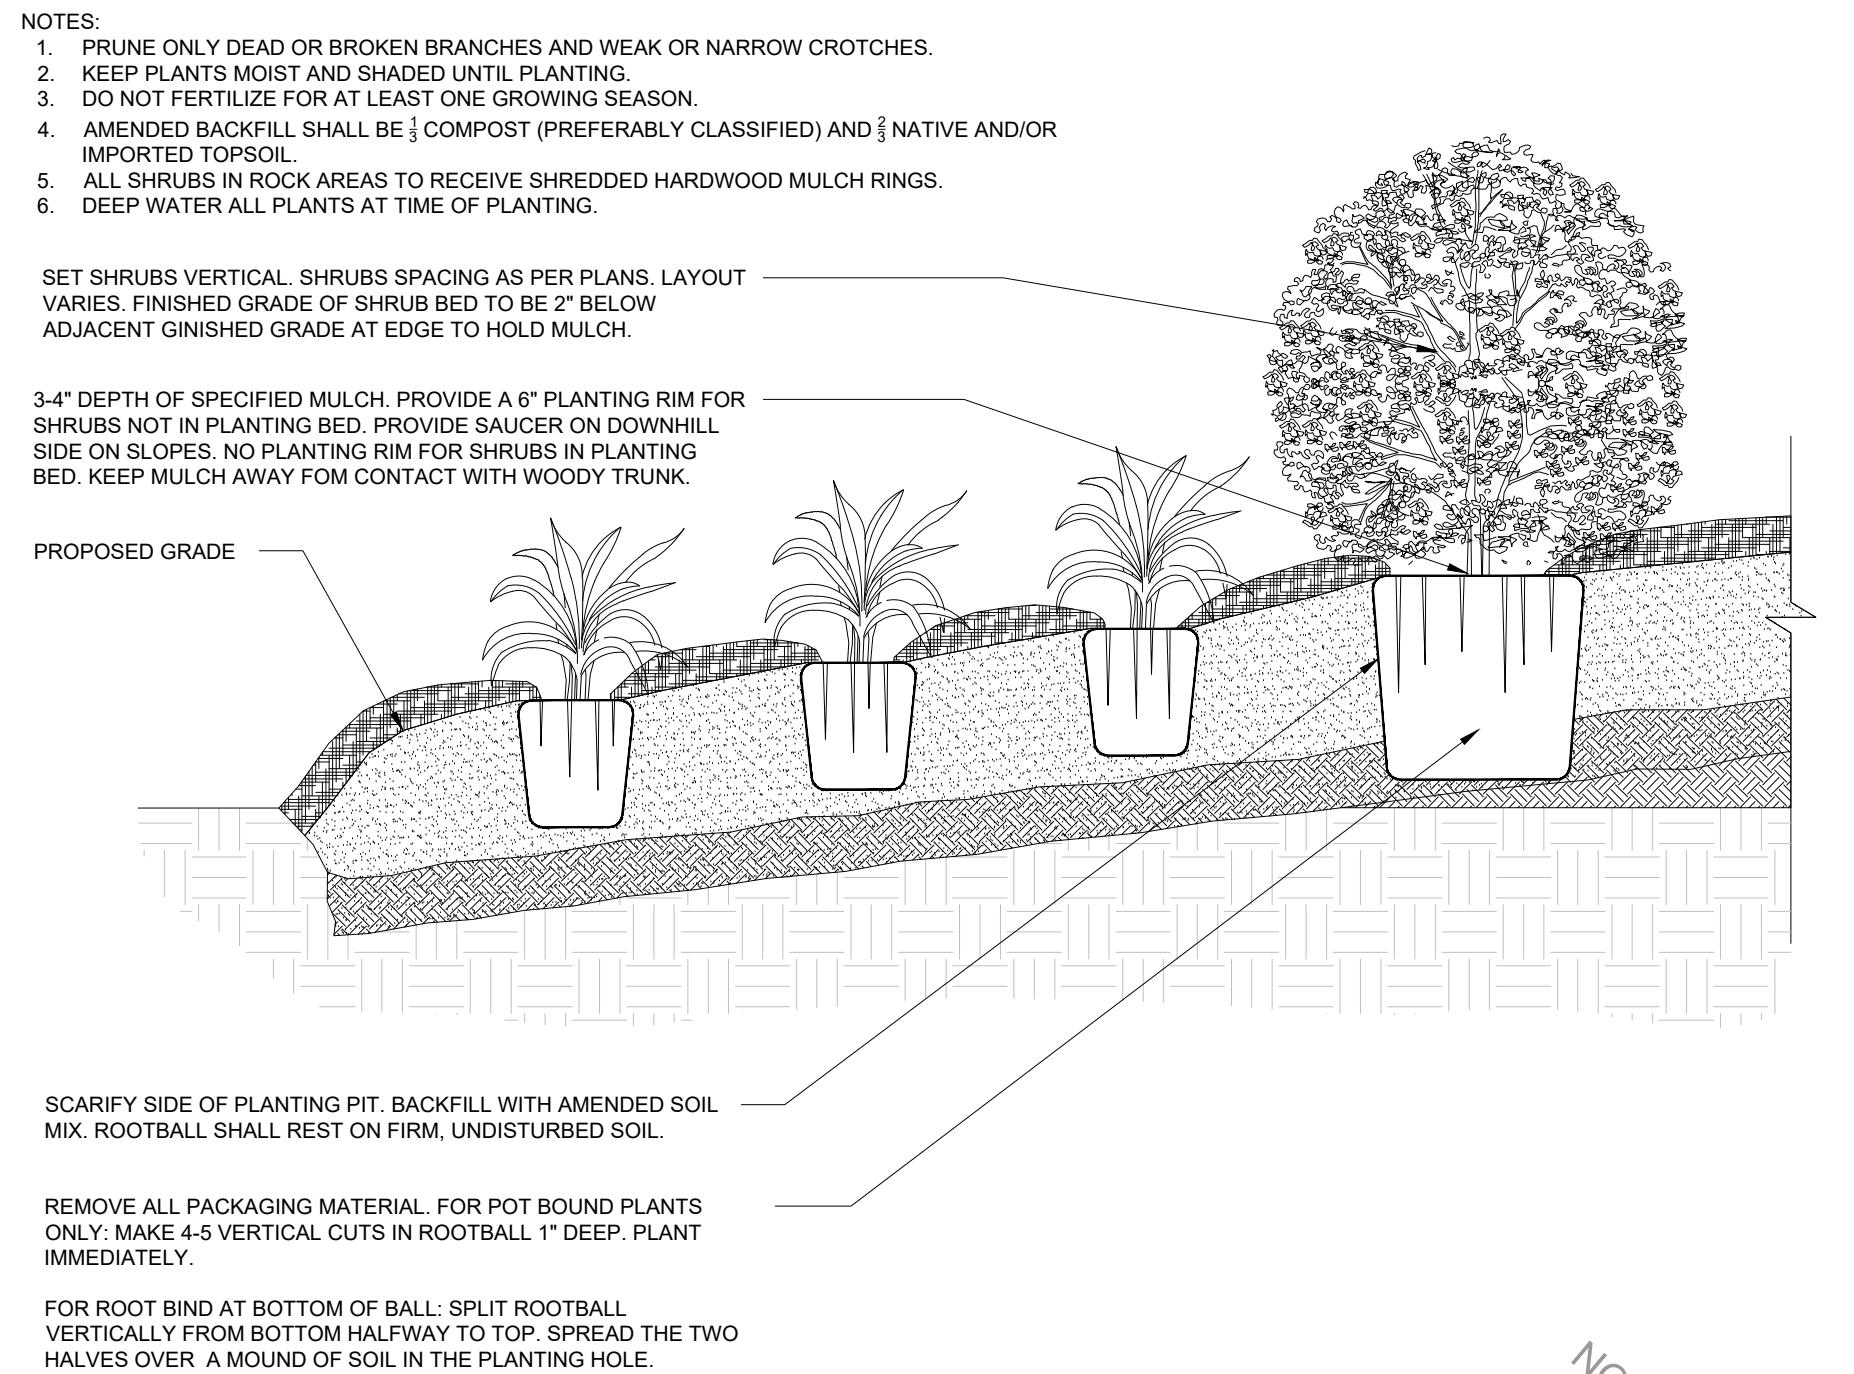 NOTES:
1. PRUNE ONLY DEAD OR BROKEN BRANCHES AND WEAK OR NARROW CROTCHES.
2. KEEP PLANTS MOIST AND SHADED UNTIL PLANTING.
3. DO NOT FERTILIZE FOR AT LEAST ONE GROWING SEASON.
4. AMENDED BACKFILL SHALL BE 1/3 COMPOST (PREFERABLY CLASSIFIED) AND 2/3 NATIVE AND/OR
IMPORTED TOPSOIL.
5. ALL SHRUBS IN ROCK AREAS TO RECEIVE SHREDDED HARDWOOD MULCH RINGS.
6. DEEP WATER ALL PLANTS AT TIME OF PLANTING.
SET SHRUBS VERTICAL. SHRUBS SPACING AS PER PLANS. LAYOUT
VARIES. FINISHED GRADE OF SHRUB BED TO BE 2" BELOW
ADJACENT GINISHED GRADE AT EDGE TO HOLD MULCH.
3-4" DEPTH OF SPECIFIED MULCH. PROVIDE A 6" PLANTING RIM FOR
SHRUBS NOT IN PLANTING BED. PROVIDE SAUCER ON DOWNHILL
SIDE ON SLOPES. NO PLANTING RIM FOR SHRUBS IN PLANTING
BED. KEEP MULCH AWAY FOM CONTACT WITH WOODY TRUNK.
PROPOSED GRADE
SCARIFY SIDE OF PLANTING PIT. BACKFILL WITH AMENDED SOIL
MIX. ROOTBALL SHALL REST ON FIRM, UNDISTURBED SOIL.
REMOVE ALL PACKAGING MATERIAL. FOR POT BOUND PLANTS
ONLY: MAKE 4-5 VERTICAL CUTS IN ROOTBALL 1" DEEP. PLANT
IMMEDIATELY.
FOR ROOT BIND AT BOTTOM OF BALL: SPLIT ROOTBALL
VERTICALLY FROM BOTTOM HALFWAY TO TOP. SPREAD THE TWO
HALVES OVER A MOUND OF SOIL IN THE PLANTING HOLE.